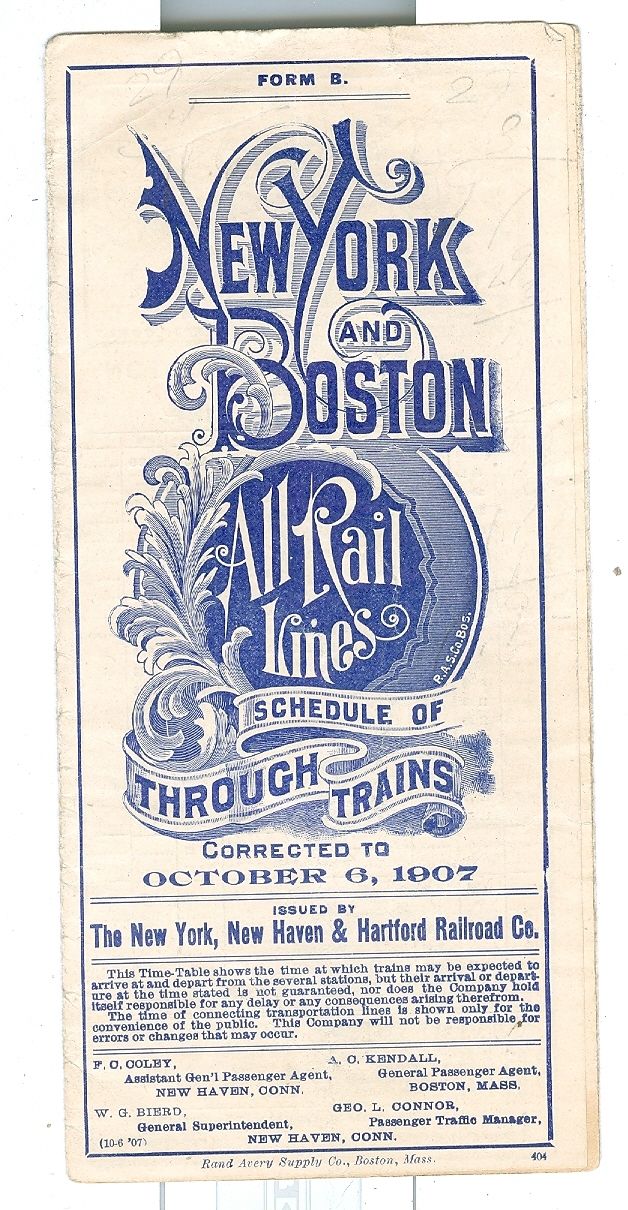 FORM B.
NEW YORK
AND
BOSTON
All Rail
Lines
R.A.S.Co. Bos.
SCHEDULE OF
THROUGH TRAINS
CORRECTED TO
OCTOBER 6, 1907
ISSUED BY
The New York, New Haven & Hartford Railroad Co.
This Time-Table shows the time at which trains may be expected to
arrive at and depart from the several stations, but their arrival or depart-
ure at the time stated is not guaranteed, nor does the Company hold
itself responsible for any delay or any consequences arising therefrom.
The time of connecting transportation lines is shown only for the
convenience of the public. This Company will not be responsible for
errors or changes that may occur.
F. C. COLEY,
Assistant Gen'l Passenger Agent,
NEW HAVEN, CONN.
A. C. KENDALL,
General Passenger Agent,
BOSTON, MASS.
W. G. BIERD,
General Superintendent,
GEO. L. CONNOR,
Passenger Traffic Manager,
NEW HAVEN, CONN.
(10-6 '07)
Rand Avery Supply Co., Boston, Mass.
404